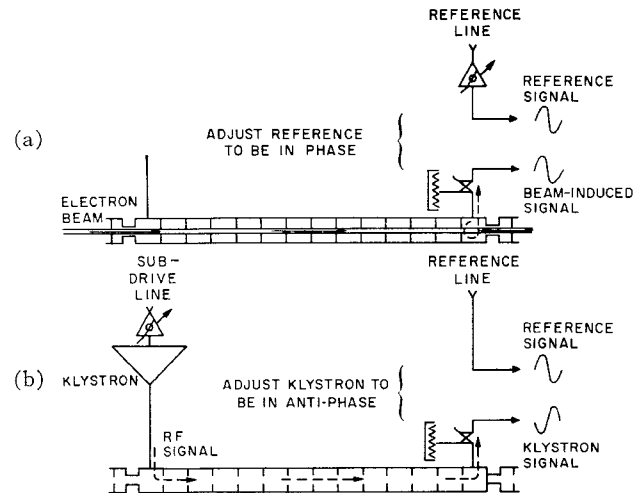 REFERENCE
LINE
REFERENCE
SIGNAL
(a)
ADJUST REFERENCE
TO BE IN PHASE
BEAM-INDUCED
SIGNAL
ELECTRON
BEAM
SUB-
DRIVE
LINE
REFERENCE
LINE
REFERENCE
SIGNAL
(b)
KLYSTRON
ADJUST KLYSTRON TO
BE IN ANTI-PHASE
RF
SIGNAL
KLYSTRON
SIGNAL